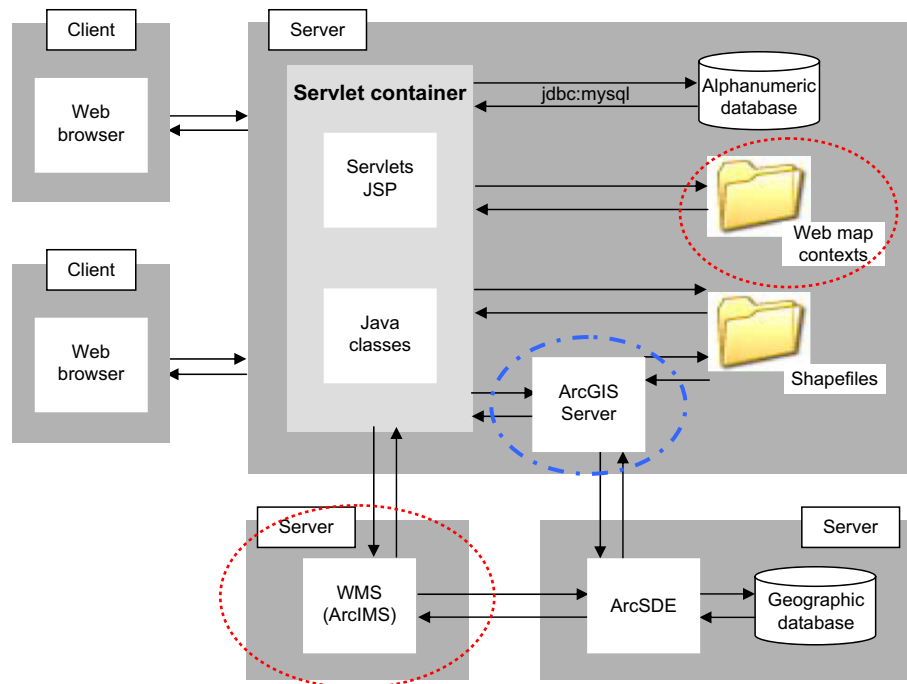 Client
Server
Web
browser
Servlet container
jdbc:mysql
Alphanumeric
database
Servlets
JSP
Web map
contexts
Client
Web
browser
Java
classes
ArcGIS
Server
Shapefiles
Server
WMS
(ArcIMS)
Server
ArcSDE
Geographic
database